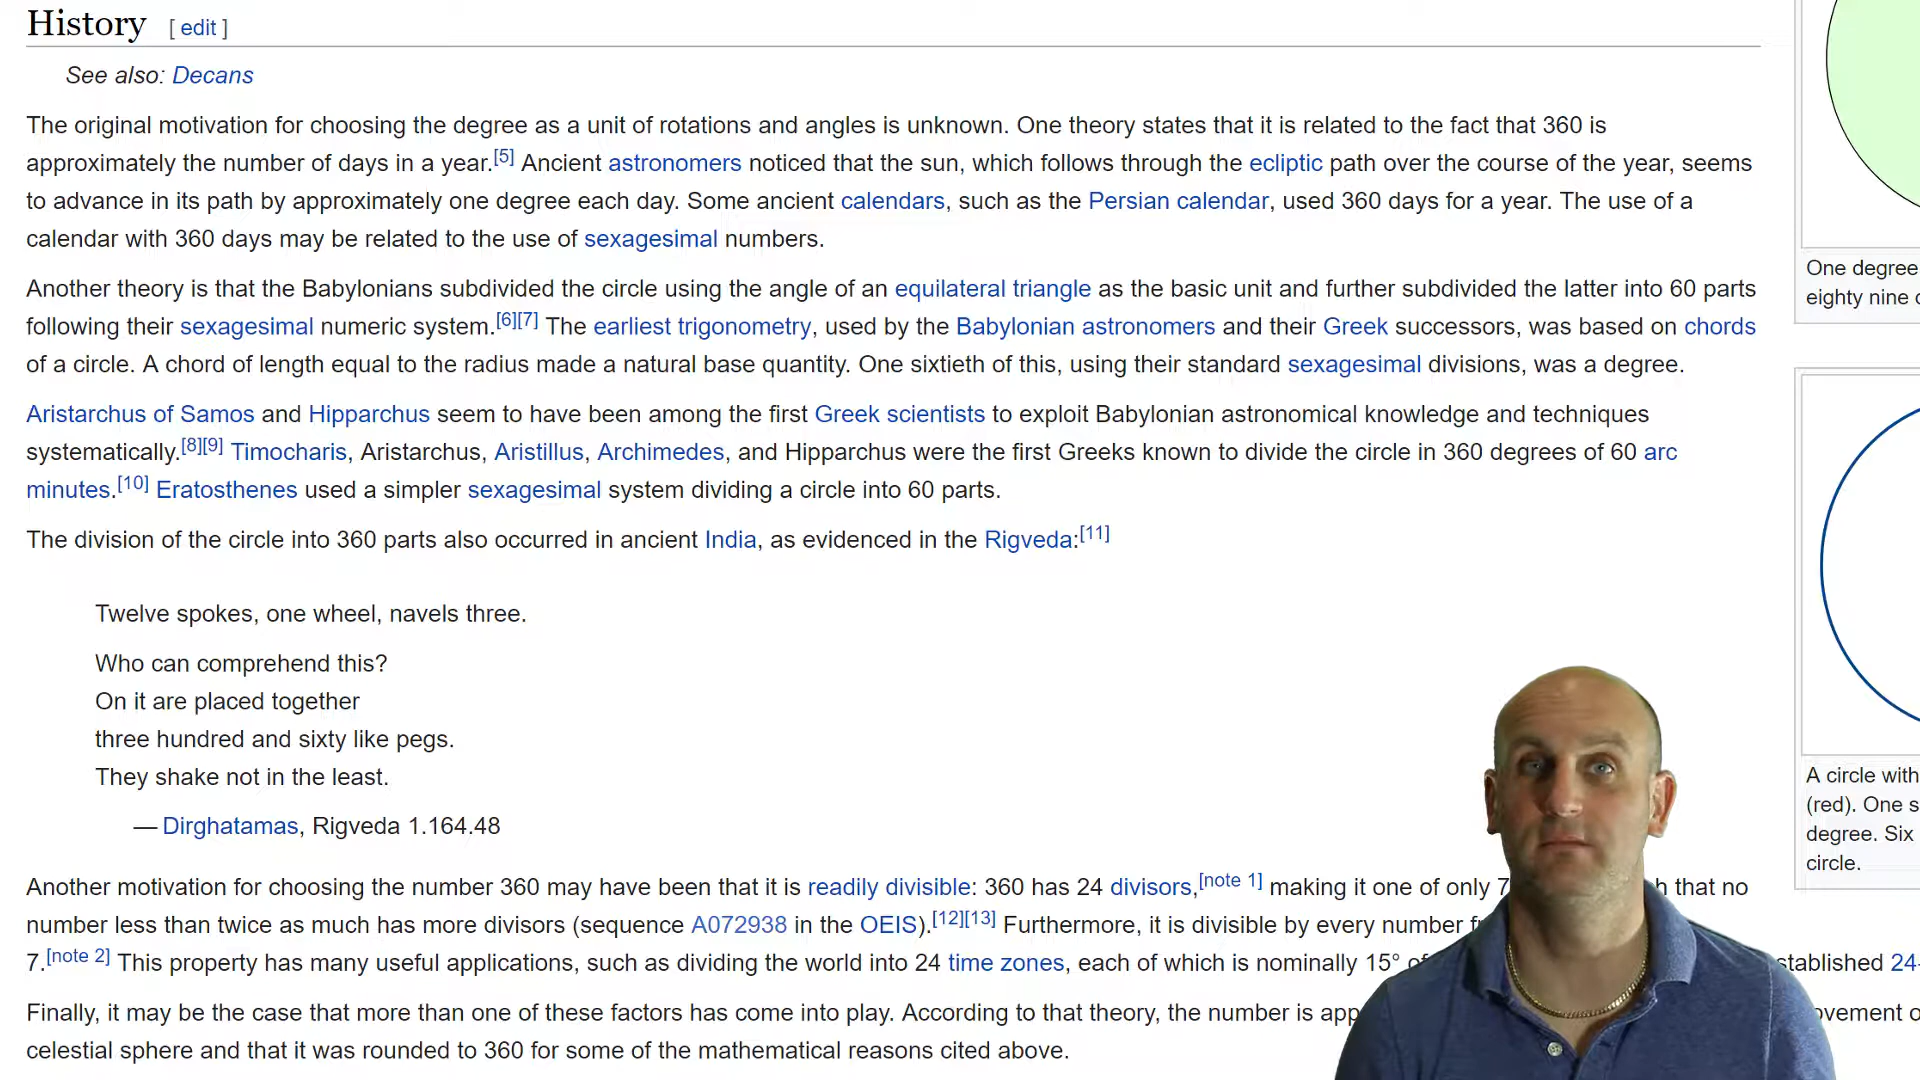 History [ edit ]
See also: Decans
The original motivation for choosing the degree as a unit of rotations and angles is unknown. One theory states that it is related to the fact that 360 is
approximately the number of days in a year.[5] Ancient astronomers noticed that the sun, which follows through the ecliptic path over the course of the year, seems
to advance in its path by approximately one degree each day. Some ancient calendars, such as the Persian calendar, used 360 days for a year. The use of a
calendar with 360 days may be related to the use of sexagesimal numbers.
Another theory is that the Babylonians subdivided the circle using the angle of an equilateral triangle as the basic unit and further subdivided the latter into 60 parts
following their sexagesimal numeric system.[6][7] The earliest trigonometry, used by the Babylonian astronomers and their Greek successors, was based on chords
of a circle. A chord of length equal to the radius made a natural base quantity. One sixtieth of this, using their standard sexagesimal divisions, was a degree.
Aristarchus of Samos and Hipparchus seem to have been among the first Greek scientists to exploit Babylonian astronomical knowledge and techniques
systematically.[8][9] Timocharis, Aristarchus, Aristillus, Archimedes, and Hipparchus were the first Greeks known to divide the circle in 360 degrees of 60 arc
minutes.[10] Eratosthenes used a simpler sexagesimal system dividing a circle into 60 parts.
The division of the circle into 360 parts also occurred in ancient India, as evidenced in the Rigveda:[11]
Twelve spokes, one wheel, navels three.
Who can comprehend this?
On it are placed together
three hundred and sixty like pegs.
They shake not in the least.
— Dirghatamas, Rigveda 1.164.48
Another motivation for choosing the number 360 may have been that it is readily divisible: 360 has 24 divisors,[note 1] making it one of only 7 that no
number less than twice as much has more divisors (sequence A072938 in the OEIS).[12][13] Furthermore, it is divisible by every number
7.[note 2] This property has many useful applications, such as dividing the world into 24 time zones, each of which is nominally 15° 24-
Finally, it may be the case that more than one of these factors has come into play. According to that theory, the number is
celestial sphere and that it was rounded to 360 for some of the mathematical reasons cited above.
One degree
eighty nine
A circle with
(red). One
degree. Six
circle.